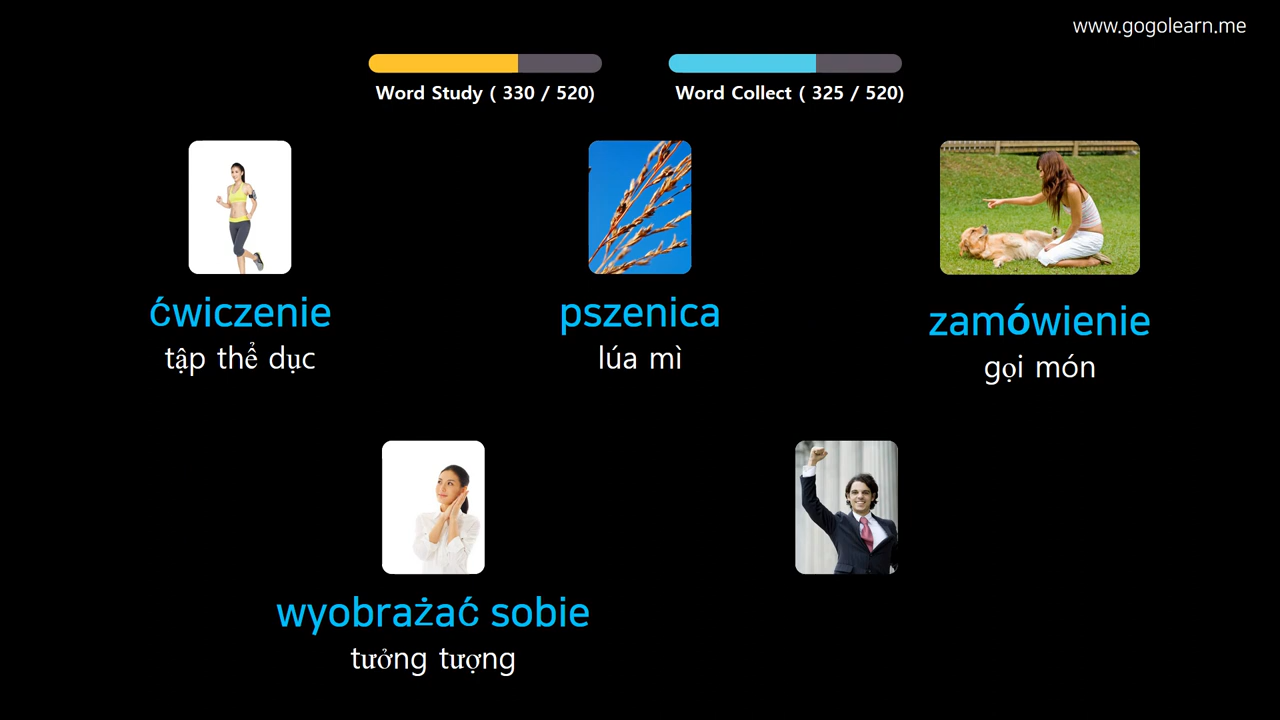 www.gogolearn.me
Word Study ( 330 / 520)
Word Collect ( 325 / 520)
ćwiczenie
tập thể dục
pszenica
lúa mì
zamówienie
gọi món
wyobrażać sobie
tưởng tượng